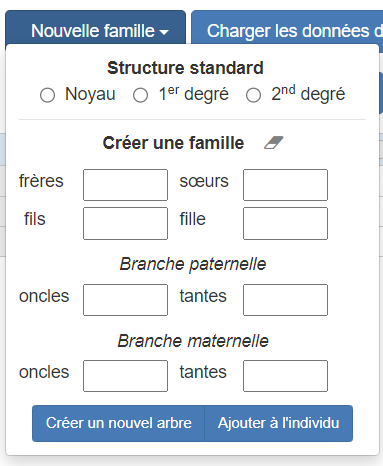 Nouvelle famille Charger les données d
Structure standard
Noyau 1er degré 2nd degré
Créer une famille
frères sœurs
fils fille
Branche paternelle
oncles tantes
Branche maternelle
oncles tantes
Créer un nouvel arbre Ajouter à l'individu